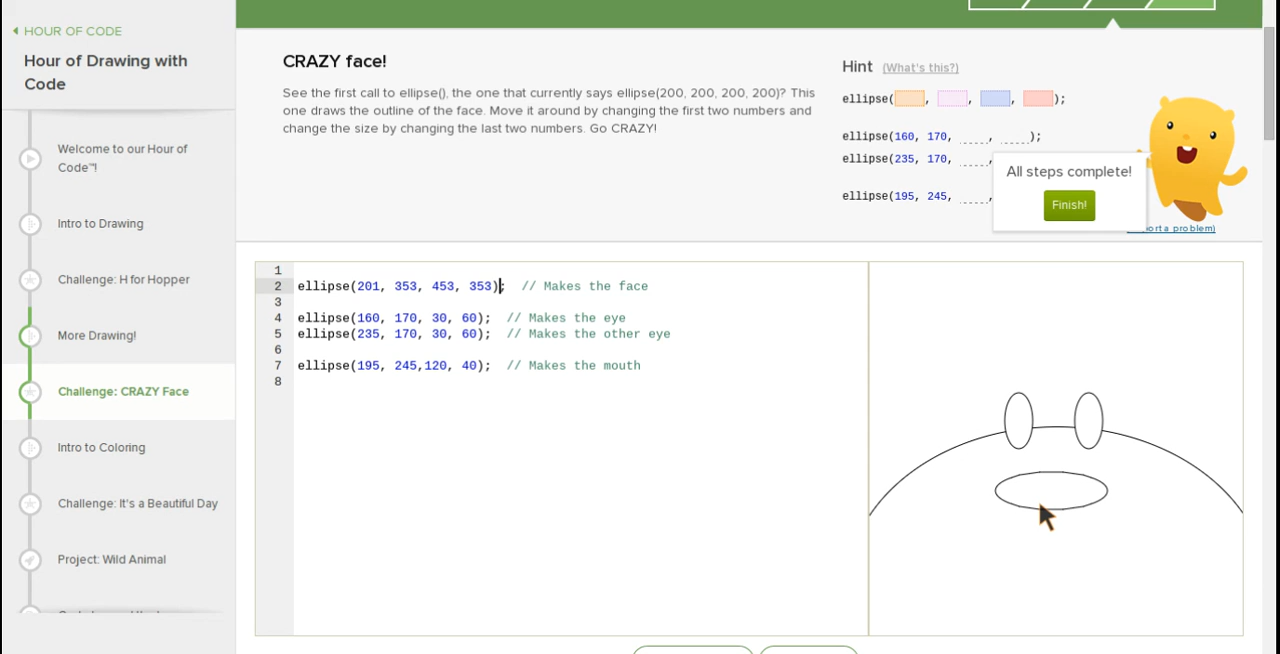 HOUR OF CODE
Hour of Drawing with
Code
Welcome to our Hour of
Code™!
Intro to Drawing
Challenge: H for Hopper
More Drawing!
Challenge: CRAZY Face
Intro to Coloring
Challenge: It's a Beautiful Day
Project: Wild Animal
CRAZY face!
See the first call to ellipse(), the one that currently says ellipse(200, 200, 200, 200)? This
one draws the outline of the face. Move it around by changing the first two numbers and
change the size by changing the last two numbers. Go CRAZY!
Hint (What's this?)
ellipse( , , , );
ellipse(160, 170, _____, _____);
ellipse(235, 170, _____,
ellipse(195, 245, _____,
All steps complete!
Finish!
a problem)
1
2 ellipse(201, 353, 453, 353); // Makes the face
3
4 ellipse(160, 170, 30, 60); // Makes the eye
5 ellipse(235, 170, 30, 60); // Makes the other eye
6
7 ellipse(195, 245,120, 40); // Makes the mouth
8